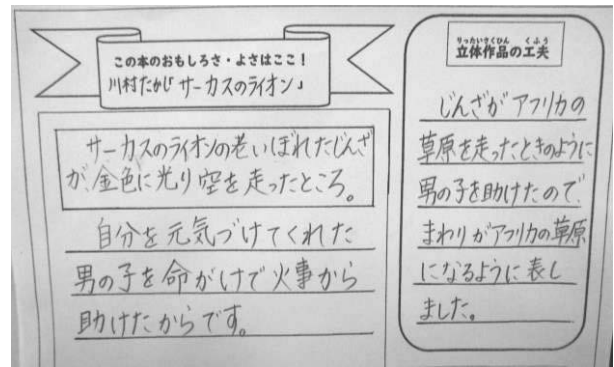 この本のおもしろさ・よさはここ！
川村たかし「サーカスのライオン」
サーカスのライオンの老いぼれたじんざ
が、金色に光り空を走ったところ。
自分を元気づけてくれた
男の子を命がけで火事から
助けたからです。
りったいさくひん くふう
立体作品の工夫
じんざがアフリカの
草原を走ったときのように
男の子を助けたので、
まわりがアフリカの草原
になるように表し
ました。